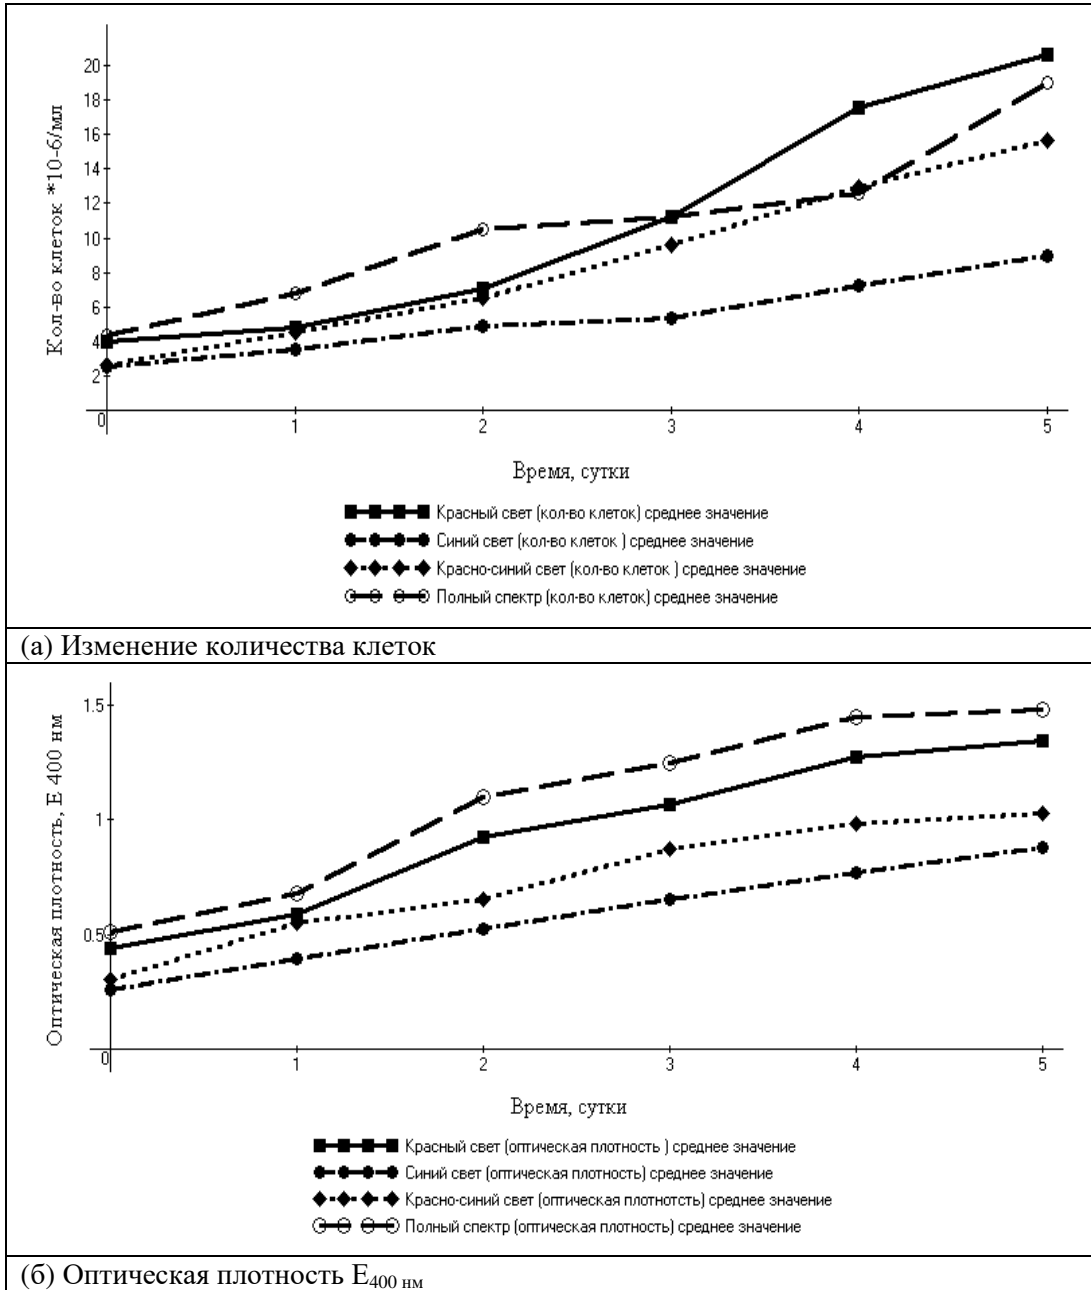 Кол-во клеток *10-6/мл
20
18
16
14
12
10
8
6
4
2
0 1 2 3 4 5
Время, сутки
Красный свет (кол-во клеток) среднее значение
Синий свет (кол-во клеток ) среднее значение
Красно-синий свет (кол-во клеток ) среднее значение
Полный спектр (кол-во клеток) среднее значение
(а) Изменение количества клеток
Оптическая плотность, Е 400 нм
1.5
1
0.5
0 1 2 3 4 5
Время, сутки
Красный свет (оптическая плотность ) среднее значение
Синий свет (оптическая плотность) среднее значение
Красно-синий свет (оптическая плотнотсть) среднее значение
Полный спектр (оптическая плотность) среднее значение
(б) Оптическая плотность Е400 нм